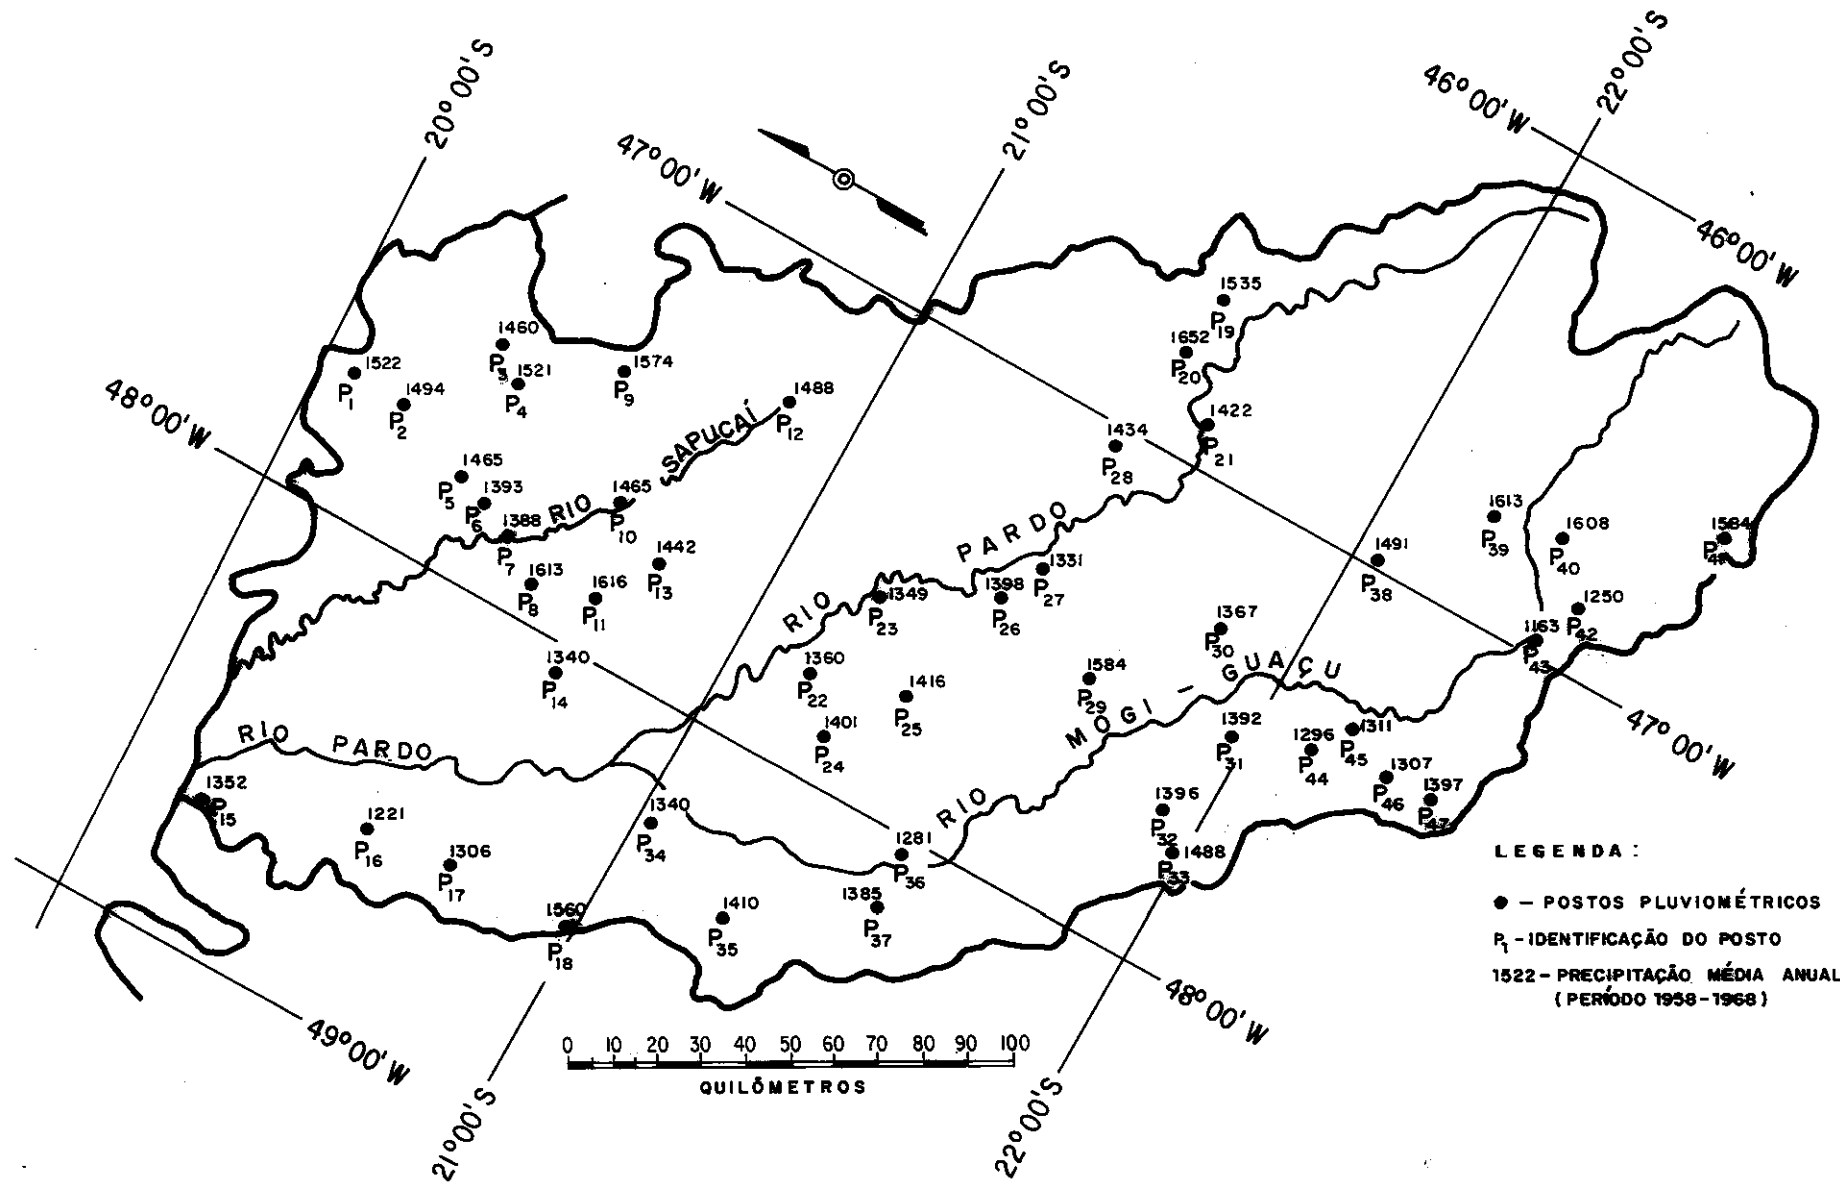 20°00'S
21°00'S
22°00'S
46°00'W
47°00'W
46°00'W
48°00'W
1535
P19
1652
P20
1460
P3
1522
P1
1521
P4
1574
P9
1494
P2
1488
P12
RIO SAPUCAÍ
1422
P21
1434
P28
1465
P5
1393
P6
1388
P7
1465
P10
1442
P13
1613
P8
1616
P11
1613
P39
1608
P40
1584
P41
1491
P38
RIO PARDO
1331
P27
1398
P26
1349
P23
1250
P42
1163
P43
1367
P30
1340
P14
1360
P22
1416
P25
1584
P29
RIO MOGI-GUAÇU
1401
P24
1392
P31
1296
P44
1311
P45
1307
P46
1397
P47
47°00'W
RIO PARDO
1352
P15
1221
P16
1306
P17
1340
P34
1281
P36
1396
P32
1488
P33
1385
P37
1410
P35
1560
P18
LEGENDA:
– POSTOS PLUVIOMÉTRICOS
P1 - IDENTIFICAÇÃO DO POSTO
1522 - PRECIPITAÇÃO MÉDIA ANUAL
(PERÍODO 1958-1968)
48°00'W
49°00'W
0 10 20 30 40 50 60 70 80 90 100
QUILÔMETROS
21°00'S
22°00'S